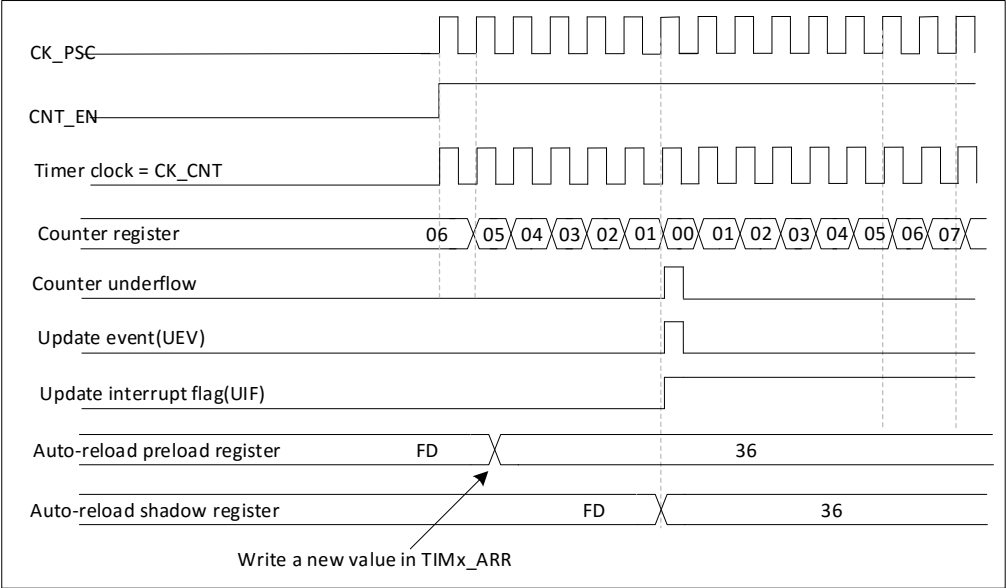 CK_PSC
CNT_EN
Timer clock = CK_CNT
Counter register 06 05 04 03 02 01 00 01 02 03 04 05 06 07
Counter underflow
Update event(UEV)
Update interrupt flag(UIF)
Auto-reload preload register FD 36
Auto-reload shadow register FD 36
Write a new value in TIMx_ARR